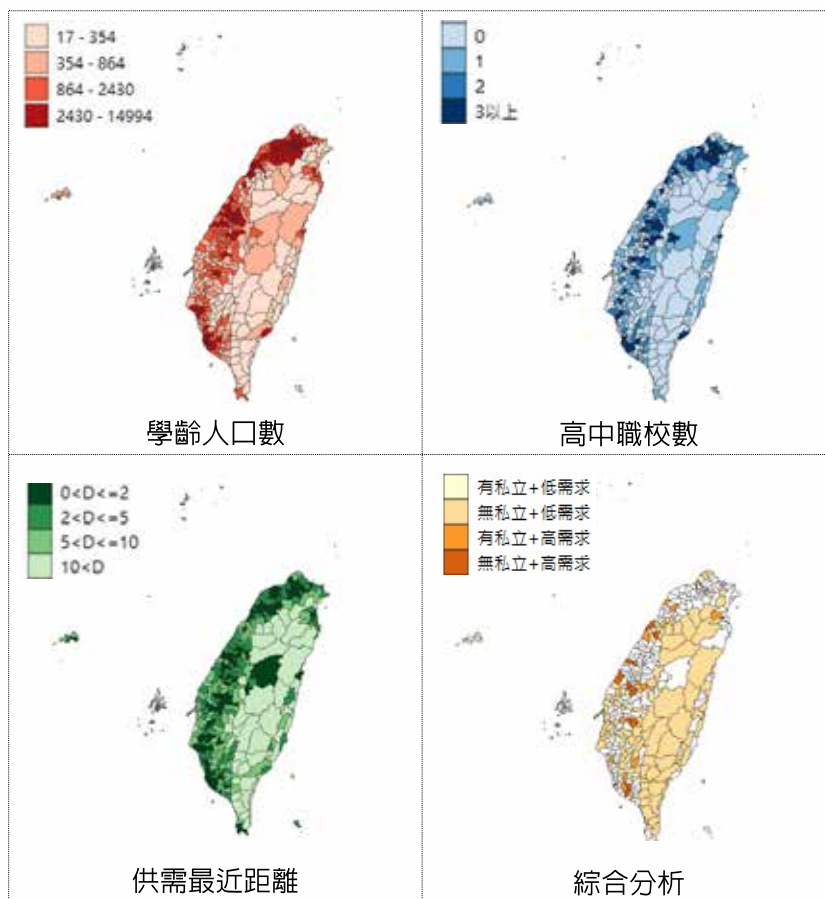 17 - 354
354 - 864
864 - 2430
2430 - 14994
學齡人口數
0
1
2
3以上
高中職校數
0<D<=2
2<D<=5
5<D<=10
10<D
供需最近距離
有私立+低需求
無私立+低需求
有私立+高需求
無私立+高需求
綜合分析